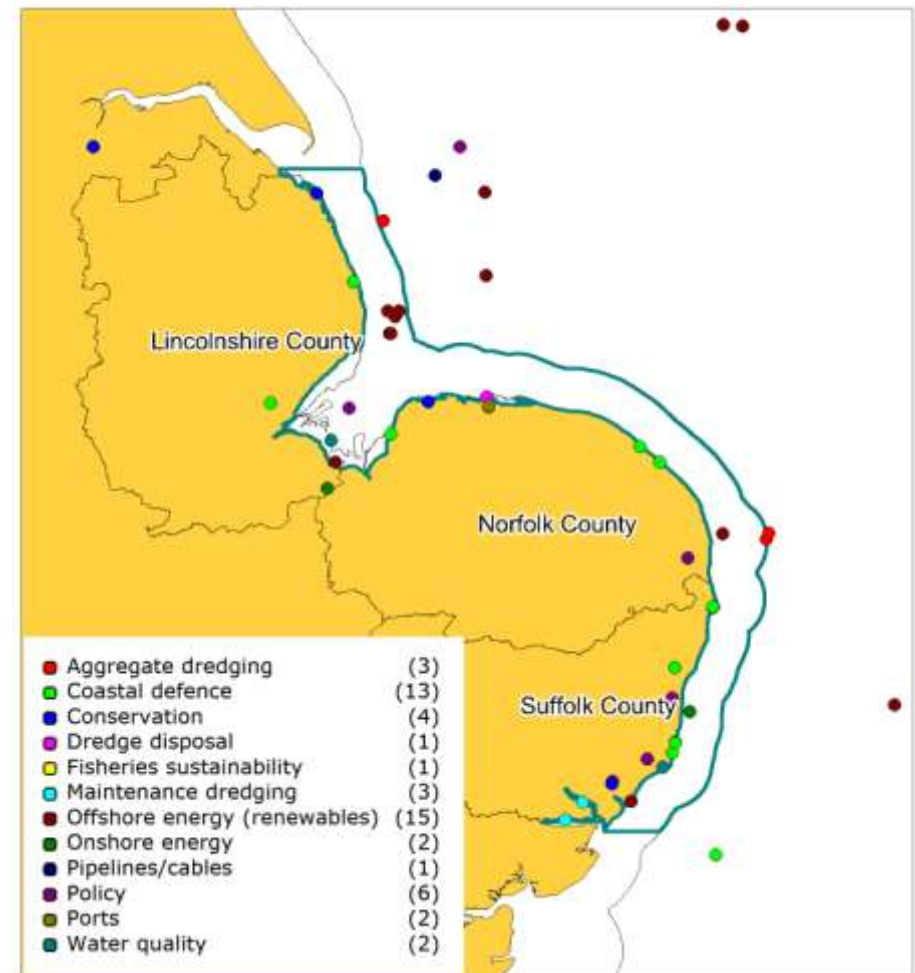 Lincolnshire County
Norfolk County
Suffolk County
Aggregate dredging (3)
Coastal defence (13)
Conservation (4)
Dredge disposal (1)
Fisheries sustainability (1)
Maintenance dredging (3)
Offshore energy (renewables) (15)
Onshore energy (2)
Pipelines/cables (1)
Policy (6)
Ports (2)
Water quality (2)